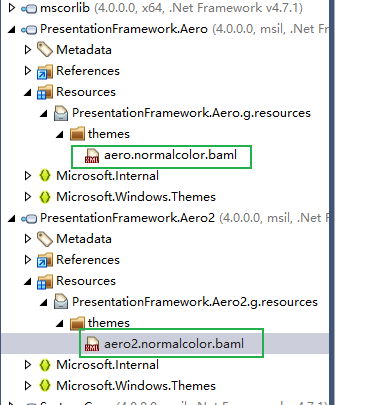 mscorlib (4.0.0.0, x64, .Net Framework v4.7.1)
PresentationFramework.Aero (4.0.0.0, msil, .Net
Metadata
References
Resources
PresentationFramework.Aero.g.resources
themes
aero.normalcolor.baml
Microsoft.Internal
Microsoft.Windows.Themes
PresentationFramework.Aero2 (4.0.0.0, msil, .Net
Metadata
References
Resources
PresentationFramework.Aero2.g.resources
themes
aero2.normalcolor.baml
Microsoft.Internal
Microsoft.Windows.Themes